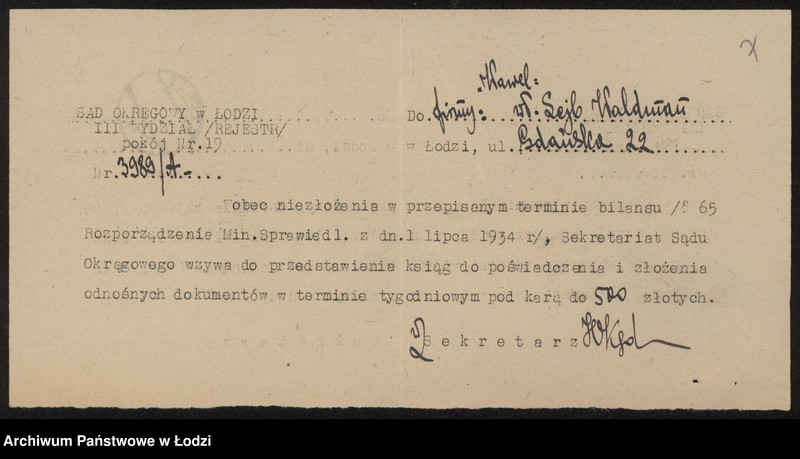 SĄD OKRĘGOWY w ŁODZI
III WYDZIAŁ /REJESTR/
pokój Nr.19
Nr. 3989/A.-
"Wawel"
Do firmy: wł. Lejb Waldman
w Łodzi, ul. Gdańska 22
Wobec niezłożenia w przepisanym terminie bilansu /§ 65
Rozporządzenie Min.Sprawiedl. z dn.1 lipca 1934 r/, Sekretariat Sądu
Okręgowego wzywa do przedstawienia ksiąg do poświadczenia i złożenia
odnośnych dokumentów w terminie tygodniowym pod karą do 500 złotych.
Sekretarz
Archiwum Państwowe w Łodzi